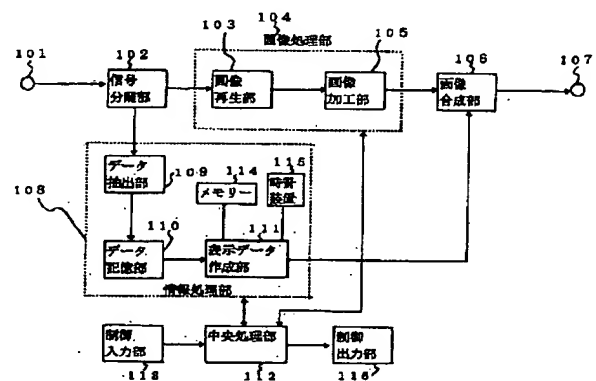 104
103
画像処理部
105
101
102
106
107
信号
分離部
画像
再生部
画像
加工部
画像
合成部
108
データ
抽出部
109
114
メモリー
115
時計
装置
110
111
データ
記憶部
表示データ
作成部
情報処理部
制御
入力部
中央処理部
制御
出力部
113
112
116